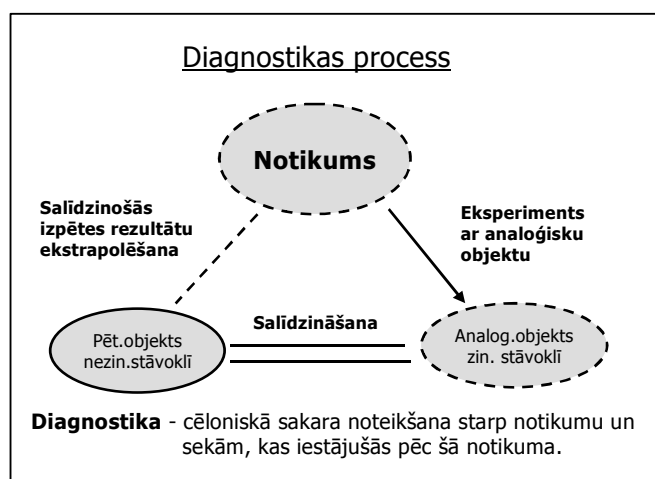 Diagnostikas process
Notikums
Salīdzinošās
izpētes rezultātu
ekstrapolēšana
Eksperiments
ar analoģisku
objektu
Salīdzināšana
Pēt.objekts
nezin.stāvoklī
Analog.objekts
zin. stāvoklī
Diagnostika - cēloniskā sakara noteikšana starp notikumu un
sekām, kas iestājušās pēc šā notikuma.